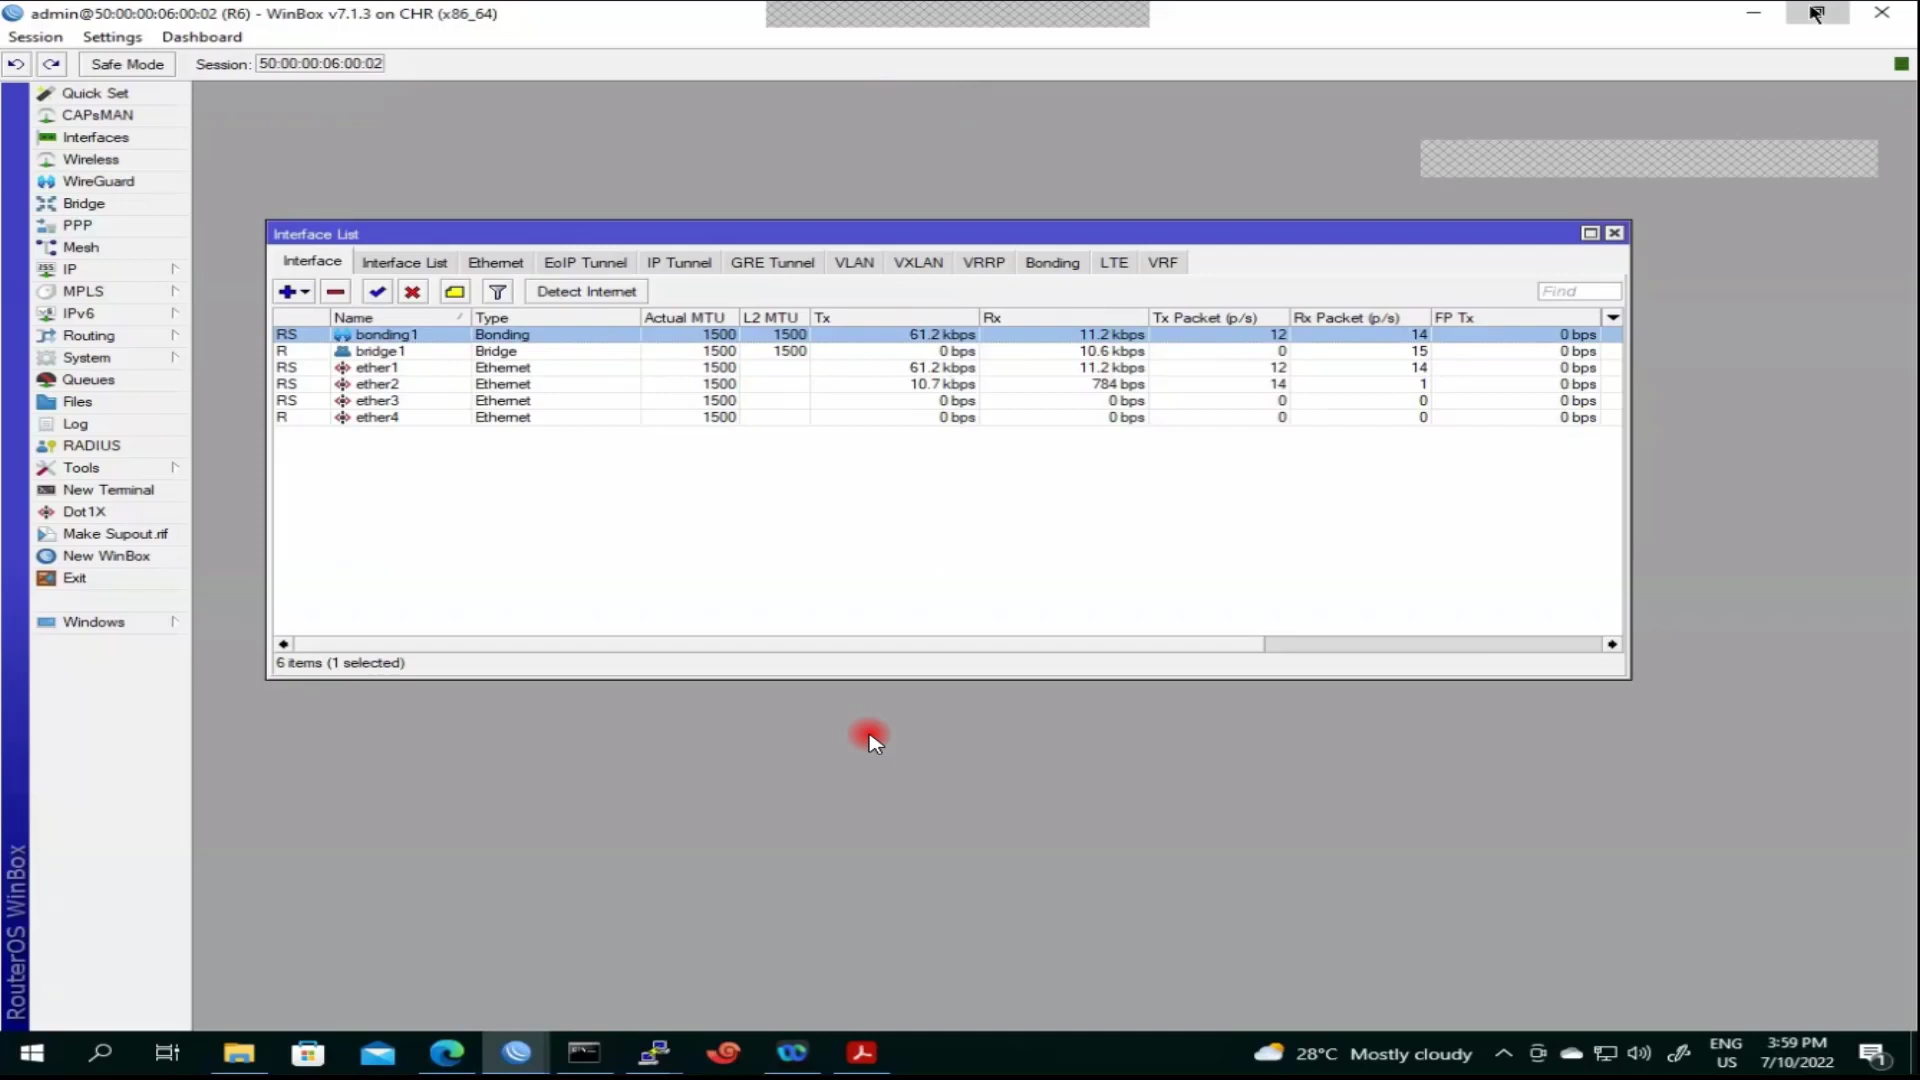 admin@50:00:00:06:00:02 (R6) - WinBox v7.1.3 on CHR (x86_64)
Session Settings Dashboard
Safe Mode Session: 50:00:00:06:00:02
Quick Set
CAPsMAN
Interfaces
Wireless
WireGuard
Bridge
PPP
Mesh
IP
MPLS
IPv6
Routing
System
Queues
Files
Log
RADIUS
Tools
New Terminal
Dot1X
Make Supout.rif
New WinBox
Exit
Windows
RouterOS WinBox
Interface List
Interface Interface List Ethernet EoIP Tunnel IP Tunnel GRE Tunnel VLAN VXLAN VRRP Bonding LTE VRF
Detect Internet Find
Name Type Actual MTU L2 MTU Tx Rx Tx Packet (p/s) Rx Packet (p/s) FP Tx
RS bonding1 Bonding 1500 1500 61.2 kbps 11.2 kbps 12 14 0 bps
R bridge1 Bridge 1500 1500 0 bps 10.6 kbps 0 15 0 bps
RS ether1 Ethernet 1500 61.2 kbps 11.2 kbps 12 14 0 bps
RS ether2 Ethernet 1500 10.7 kbps 784 bps 14 1 0 bps
RS ether3 Ethernet 1500 0 bps 0 bps 0 0 0 bps
R ether4 Ethernet 1500 0 bps 0 bps 0 0 0 bps
6 items (1 selected)
28°C Mostly cloudy
ENG
US
3:59 PM
7/10/2022
1